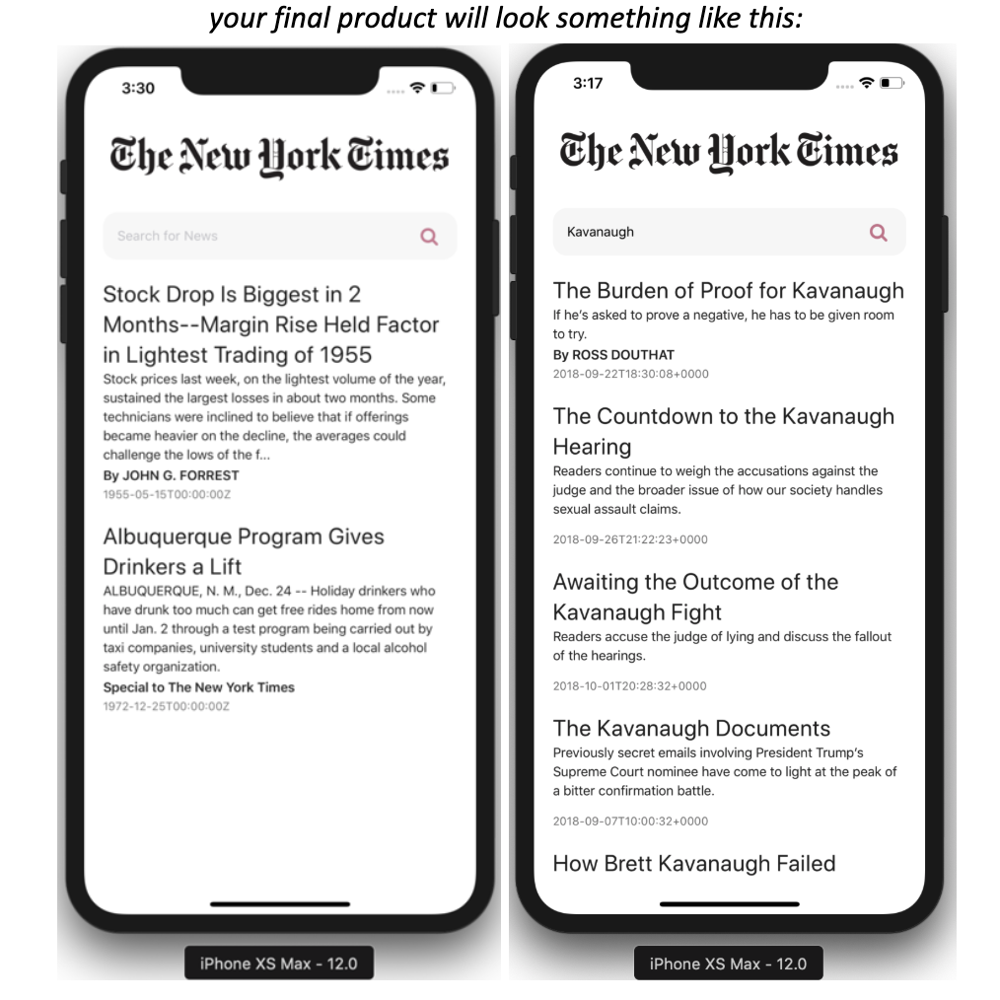 your final product will look something like this:
3:30
The New York Times
Search for News
Stock Drop Is Biggest in 2
Months--Margin Rise Held Factor
in Lightest Trading of 1955
Stock prices last week, on the lightest volume of the year,
sustained the largest losses in about two months. Some
technicians were inclined to believe that if offerings
became heavier on the decline, the averages could
challenge the lows of the f...
By JOHN G. FORREST
1955-05-15T00:00:00Z
Albuquerque Program Gives
Drinkers a Lift
ALBUQUERQUE, N. M., Dec. 24 -- Holiday drinkers who
have drunk too much can get free rides home from now
until Jan. 2 through a test program being carried out by
taxi companies, university students and a local alcohol
safety organization.
Special to The New York Times
1972-12-25T00:00:00Z
iPhone XS Max - 12.0
3:17
The New York Times
Kavanaugh
The Burden of Proof for Kavanaugh
If he's asked to prove a negative, he has to be given room
to try.
By ROSS DOUTHAT
2018-09-22T18:30:08+0000
The Countdown to the Kavanaugh
Hearing
Readers continue to weigh the accusations against the
judge and the broader issue of how our society handles
sexual assault claims.
2018-09-26T21:22:23+0000
Awaiting the Outcome of the
Kavanaugh Fight
Readers accuse the judge of lying and discuss the fallout
of the hearings.
2018-10-01T20:28:32+0000
The Kavanaugh Documents
Previously secret emails involving President Trump's
Supreme Court nominee have come to light at the peak of
a bitter confirmation battle.
2018-09-07T10:00:32+0000
How Brett Kavanaugh Failed
iPhone XS Max - 12.0